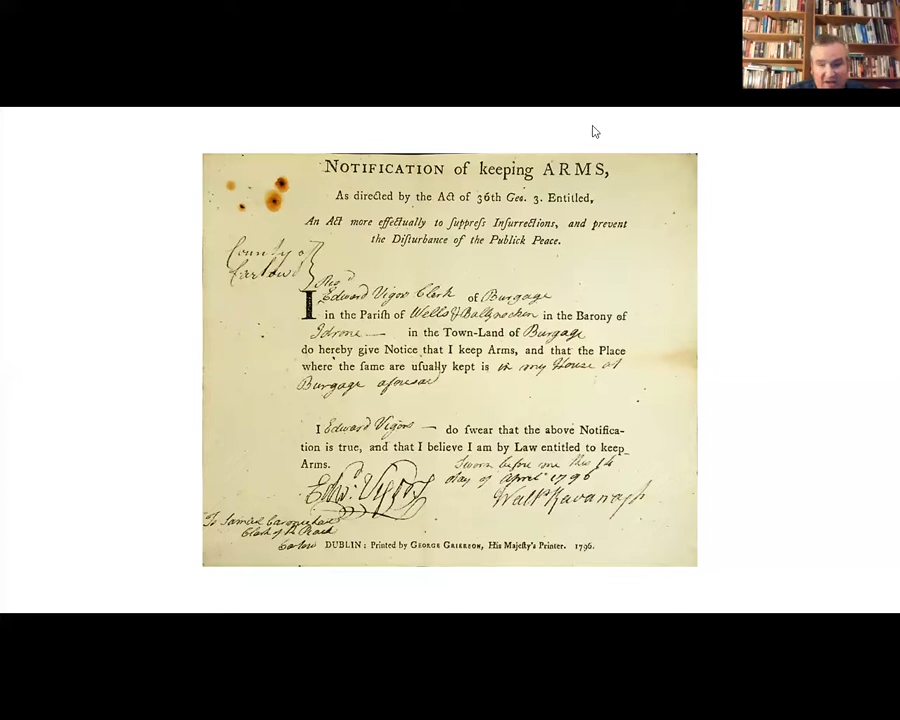 NOTIFICATION of keeping ARMS,
As directed by the Act of 36th Geo. 3. Entitled,
An Act more effectually to ſuppreſs Inſurrections, and prevent
the Diſturbance of the Publick Peace.
County of
Carlow
Revd
I Edward Vigors Clerk of Burgage
in the Pariſh of Wells & Ballynockin in the Barony of
Idrone — in the Town-Land of Burgage
do hereby give Notice that I keep Arms, and that the Place
where the ſame are uſually kept is in my House at
Burgage aforesaid
I Edward Vigors — do ſwear that the above Notifica-
tion is true, and that I believe I am by Law entitled to keep
Arms.
Sworn before me this 14
day of April 1796
Edwd. Vigors
Walr Kavanagh
To Samuel
Clerk of the Peace
Carlow
DUBLIN: Printed by GEORGE GRIERSON, His Majeſty's Printer. 1796.